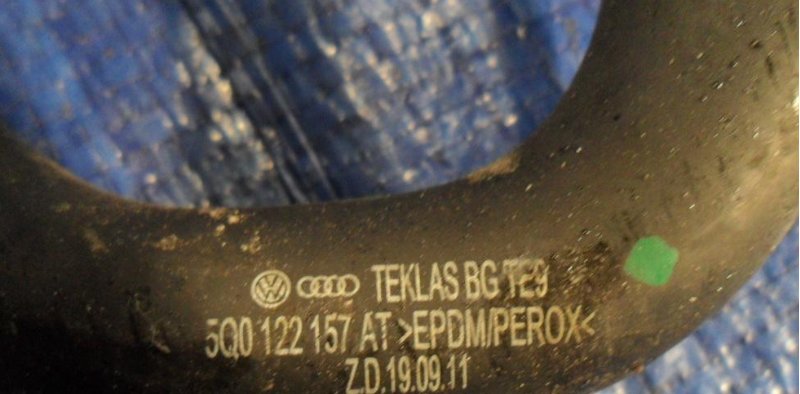 TEKLAS BG TE9
5Q0 122 157 AT >EPDM/PEROX<
Z.D.19.09.11